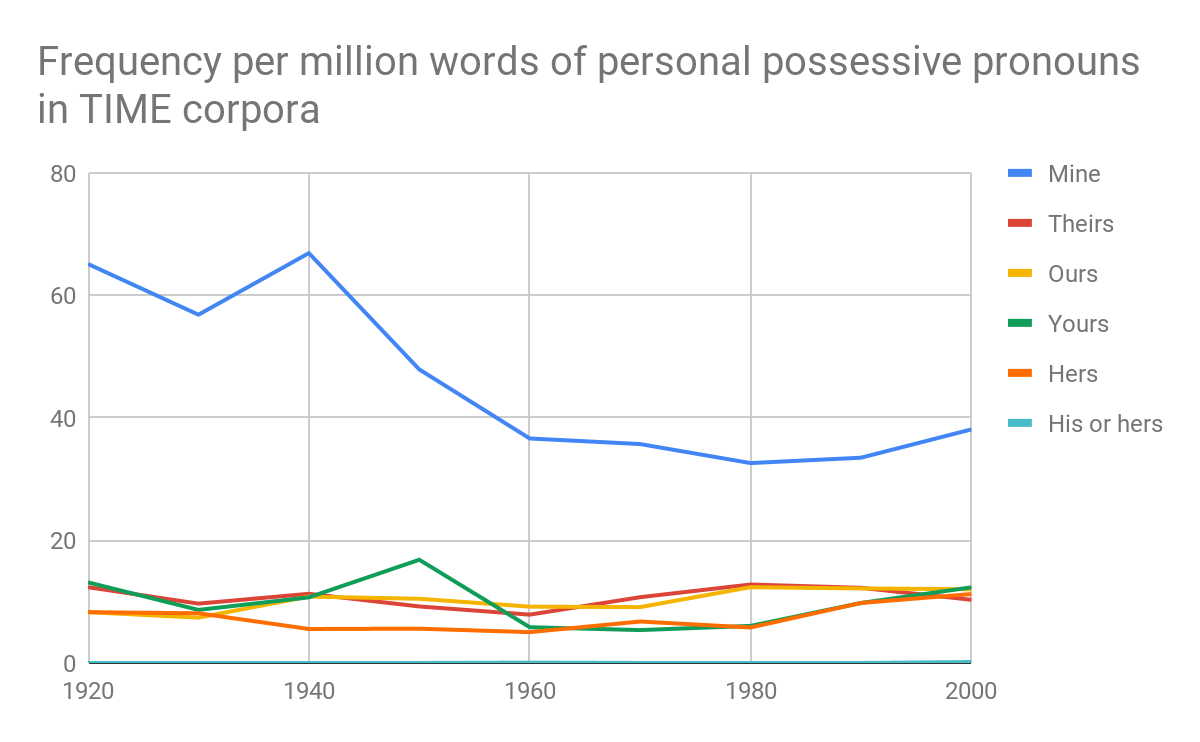 Frequency per million words of personal possessive pronouns
in TIME corpora
80
60
40
20
0
1920
1940
1960
1980
2000
Mine
Theirs
Ours
Yours
Hers
His or hers